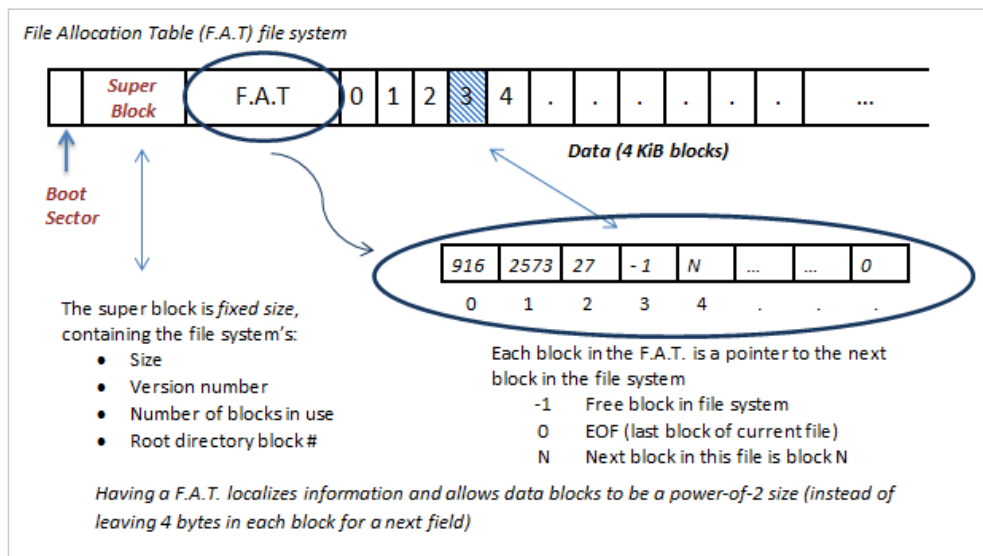 File Allocation Table (F.A.T) file system
Super
Block
F.A.T
0 1 2 3 4 . . . . . . ...
Data (4 KiB blocks)
Boot
Sector
916 2573 27 -1 N ... ... 0
0 1 2 3 4 . . .
The super block is fixed size,
containing the file system's:
• Size
• Version number
• Number of blocks in use
• Root directory block #
Each block in the F.A.T. is a pointer to the next
block in the file system
-1 Free block in file system
0 EOF (last block of current file)
N Next block in this file is block N
Having a F.A.T. localizes information and allows data blocks to be a power-of-2 size (instead of
leaving 4 bytes in each block for a next field)